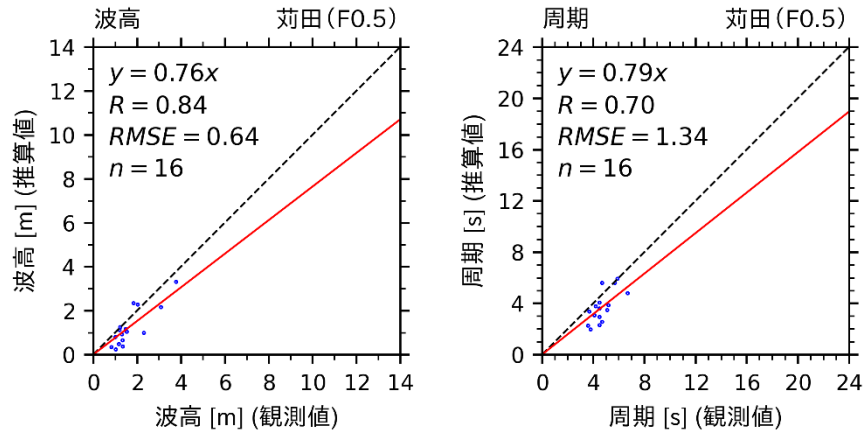 波高 苅田(F0.5)
y = 0.76x
R = 0.84
RMSE = 0.64
n = 16
14
12
10
8
6
4
2
0
波高 [m] (推算値)
0 2 4 6 8 10 12 14
波高 [m] (観測値)
周期 苅田(F0.5)
y = 0.79x
R = 0.70
RMSE = 1.34
n = 16
24
20
16
12
8
4
0
周期 [s] (推算値)
0 4 8 12 16 20 24
周期 [s] (観測値)